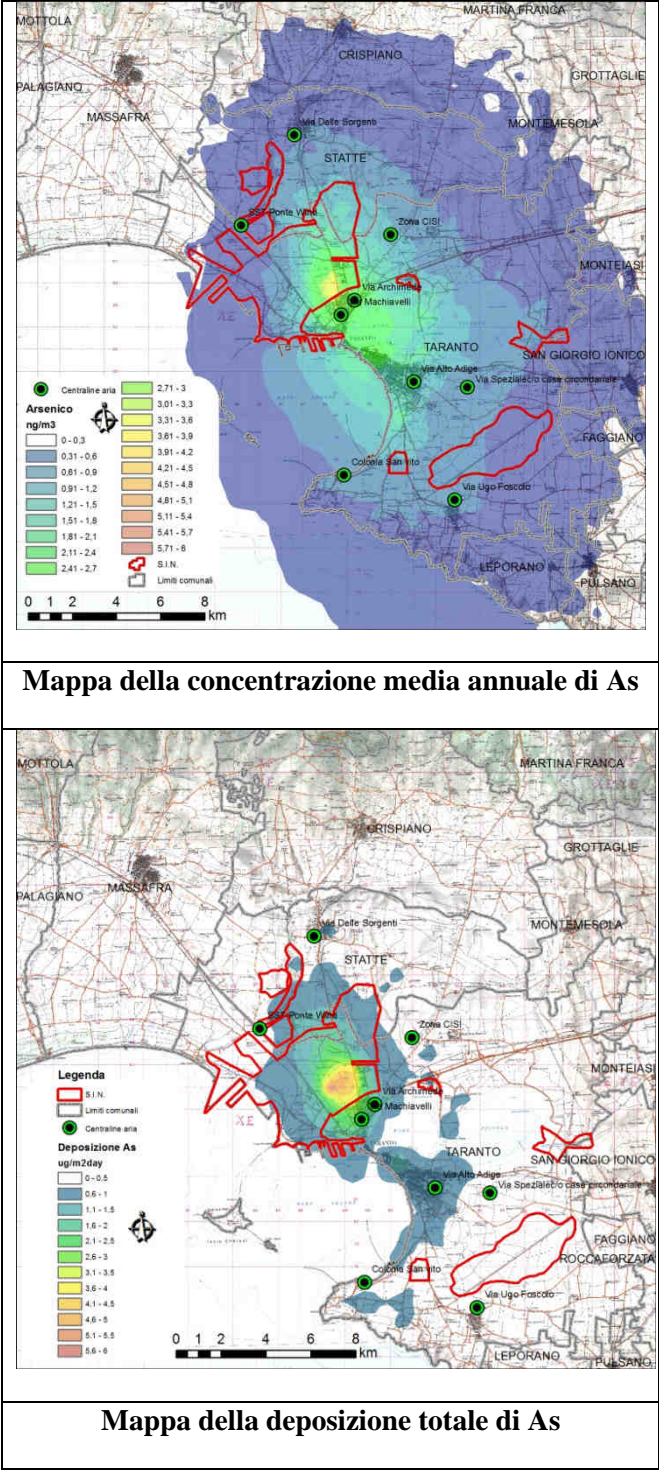 MOTTOLA
MARTINA FRANCA
CRISPIANO
GROTTAGLIE
PALAGIANO
MASSAFRA
MONTEMESOLA
Via Delle Sorgenti
STATTE
SS7-Ponte Wind
Zona CISI
MONTEIASI
Via Archimede
Machiavelli
TARANTO
SAN GIORGIO IONICO
Via Alto Adige
Via Speziale c/o case circondariale
FAGGIANO
Colonia San Vito
Via Ugo Foscolo
LEPORANO
PULSANO
Centraline aria
Arsenico
ng/m3
0 - 0,3
0,31 - 0,6
0,61 - 0,9
0,91 - 1,2
1,21 - 1,5
1,51 - 1,8
1,81 - 2,1
2,11 - 2,4
2,41 - 2,7
2,71 - 3
3,01 - 3,3
3,31 - 3,6
3,61 - 3,9
3,91 - 4,2
4,21 - 4,5
4,51 - 4,8
4,81 - 5,1
5,11 - 5,4
5,41 - 5,7
5,71 - 6
S.I.N.
Limiti comunali
0 1 2 4 6 8
km
Mappa della concentrazione media annuale di As
MOTTOLA
MARTINA FRANCA
CRISPIANO
GROTTAGLIE
MASSAFRA
PALAGIANO
MONTEMESOLA
Via Delle Sorgenti
STATTE
SS7-Ponte Wind
Zona CISI
MONTEIASI
Via Archimede
Machiavelli
TARANTO
SAN GIORGIO IONICO
Via Alto Adige
Via Speziale c/o case circondariale
FAGGIANO
ROCCAFORZATA
Colonia San Vito
Via Ugo Foscolo
LEPORANO
PULSANO
Legenda
S.I.N.
Limiti comunali
Centraline aria
Deposizione As
ug/m2day
0 - 0.5
0.6 - 1
1.1 - 1.5
1.6 - 2
2.1 - 2.5
2.6 - 3
3.1 - 3.5
3.6 - 4
4.1 - 4.5
4.6 - 5
5.1 - 5.5
5.6 - 6
0 1 2 4 6 8
km
Mappa della deposizione totale di As